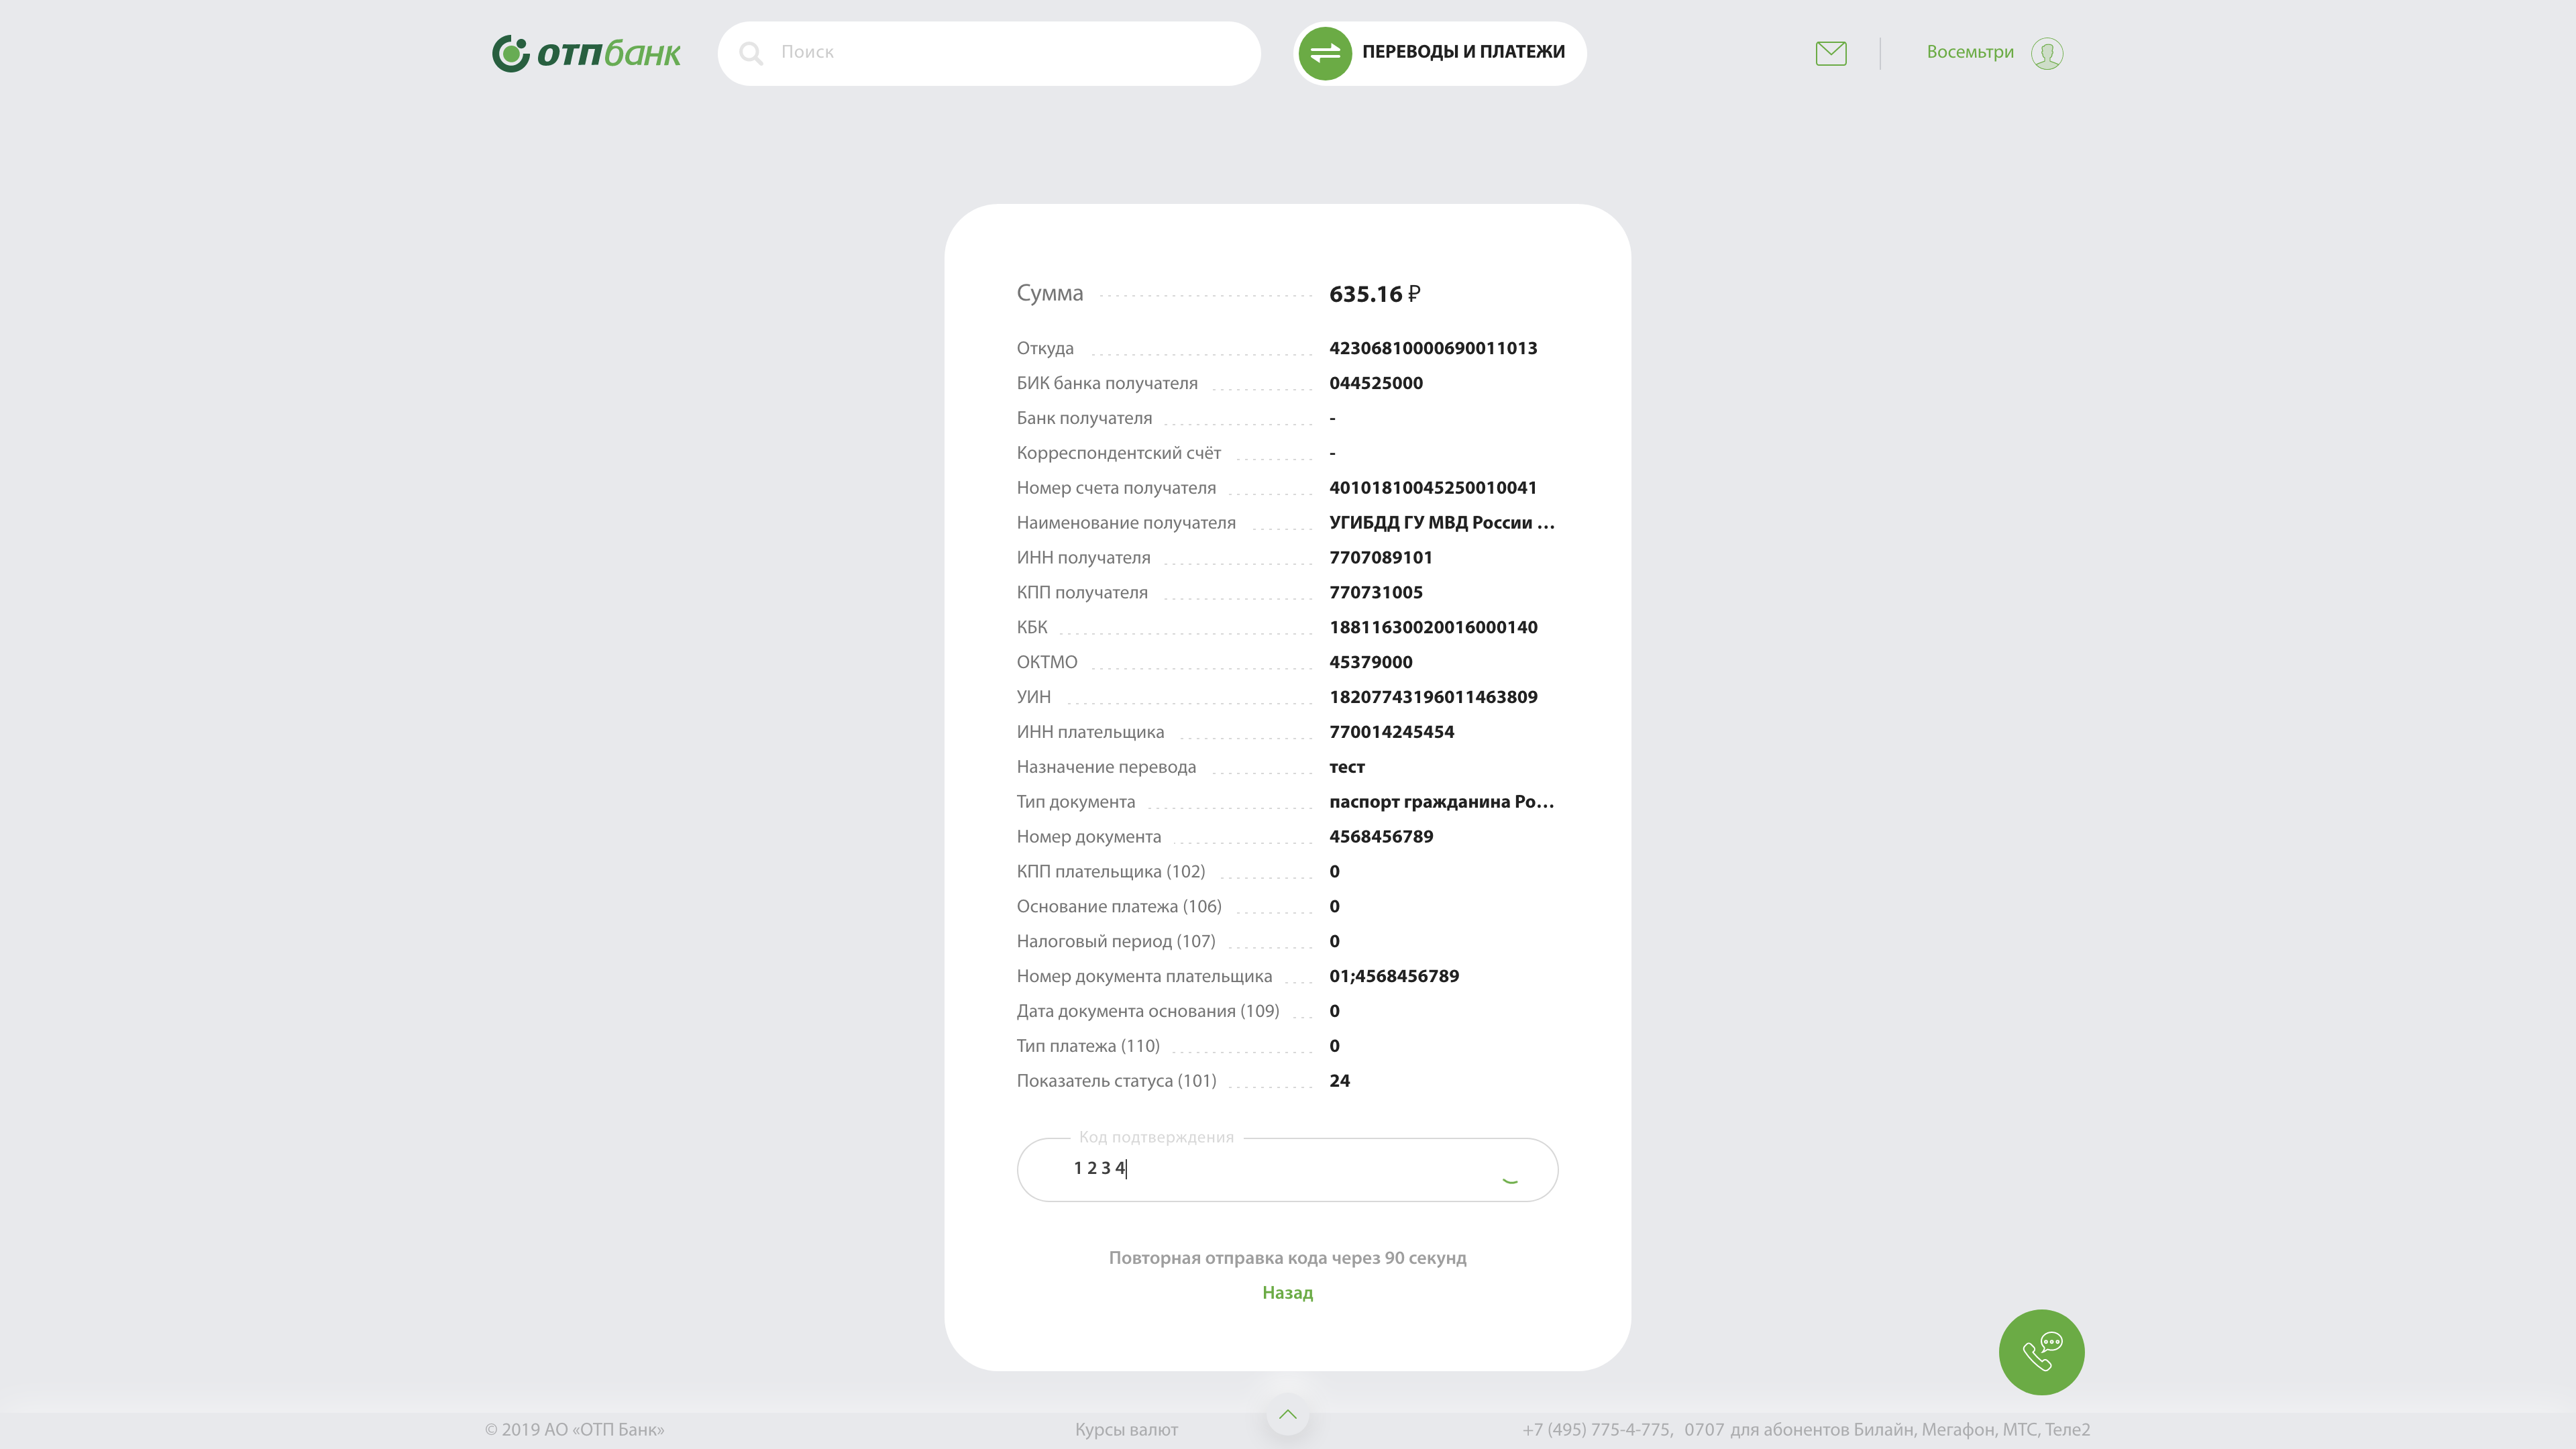 отпбанк
Поиск
ПЕРЕВОДЫ И ПЛАТЕЖИ
Восемьтри
Сумма 635.16 ₽
Откуда 42306810000690011013
БИК банка получателя 044525000
Банк получателя -
Корреспондентский счёт -
Номер счета получателя 40101810045250010041
Наименование получателя УГИБДД ГУ МВД России ...
ИНН получателя 7707089101
КПП получателя 770731005
КБК 18811630020016000140
ОКТМО 45379000
УИН 18207743196011463809
ИНН плательщика 770014245454
Назначение перевода тест
Тип документа паспорт гражданина Ро...
Номер документа 4568456789
КПП плательщика (102) 0
Основание платежа (106) 0
Налоговый период (107) 0
Номер документа плательщика 01;4568456789
Дата документа основания (109) 0
Тип платежа (110) 0
Показатель статуса (101) 24
Код подтверждения
1 2 3 4
Повторная отправка кода через 90 секунд
Назад
© 2019 АО «ОТП Банк» Курсы валют +7 (495) 775-4-775, 0707 для абонентов Билайн, Мегафон, МТС, Теле2